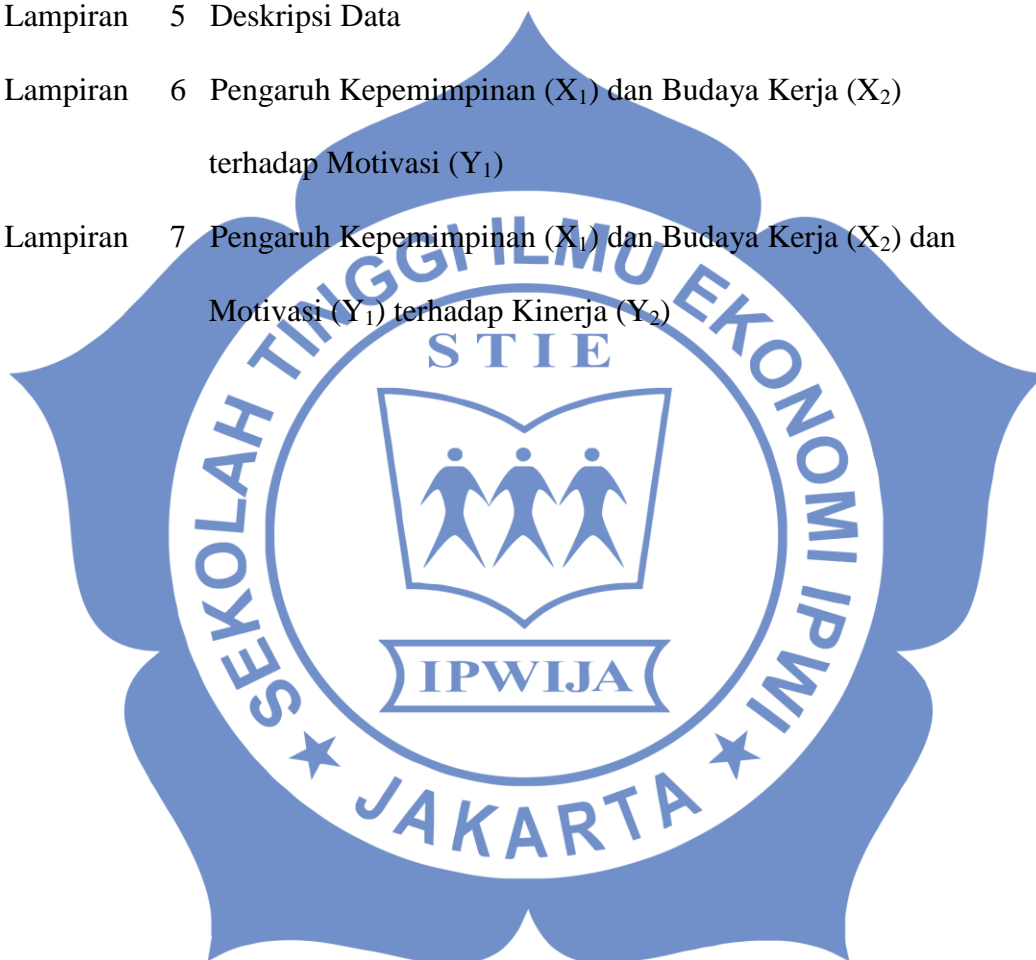 Lampiran 5 Deskripsi Data
Lampiran 6 Pengaruh Kepemimpinan (X₁) dan Budaya Kerja (X₂)
terhadap Motivasi (Y₁)
Lampiran 7 Pengaruh Kepemimpinan (X₁) dan Budaya Kerja (X₂) dan
Motivasi (Y₁) terhadap Kinerja (Y₂)
SEKOLAH TINGGI ILMU EKONOMI IPWI
STIE
IPWIJA
★ JAKARTA ★